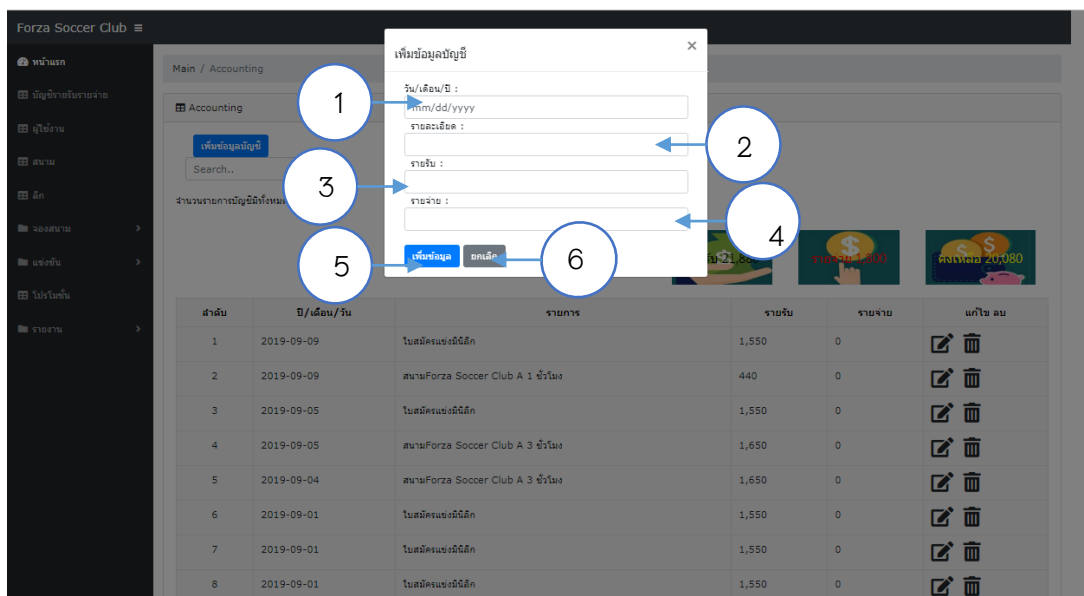 Forza Soccer Club
หน้าแรก
บัญชีรายรับรายจ่าย
ผู้ใช้งาน
สนาม
ลีก
จองสนาม
แข่งขัน
โปรโมชั่น
รายงาน
Main / Accounting
Accounting
เพิ่มข้อมูลบัญชี
Search..
จำนวนรายการบัญชีมีทั้งหมด
เพิ่มข้อมูลบัญชี
×
วัน/เดือน/ปี :
mm/dd/yyyy
รายละเอียด :
รายรับ :
รายจ่าย :
เพิ่มข้อมูล ยกเลิก
1
2
3
4
5
6
รายจ่าย 1,800
คงเหลือ 20,080
ลำดับ ปี/เดือน/วัน รายการ รายรับ รายจ่าย แก้ไข ลบ
1 2019-09-09 ใบสมัครแข่งมินิลีก 1,550 0
2 2019-09-09 สนามForza Soccer Club A 1 ชั่วโมง 440 0
3 2019-09-05 ใบสมัครแข่งมินิลีก 1,550 0
4 2019-09-05 สนามForza Soccer Club A 3 ชั่วโมง 1,650 0
5 2019-09-04 สนามForza Soccer Club A 3 ชั่วโมง 1,650 0
6 2019-09-01 ใบสมัครแข่งมินิลีก 1,550 0
7 2019-09-01 ใบสมัครแข่งมินิลีก 1,550 0
8 2019-09-01 ใบสมัครแข่งมินิลีก 1,550 0